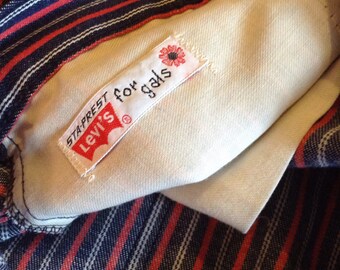 STA-PREST
LEVI'S ®
for
gals